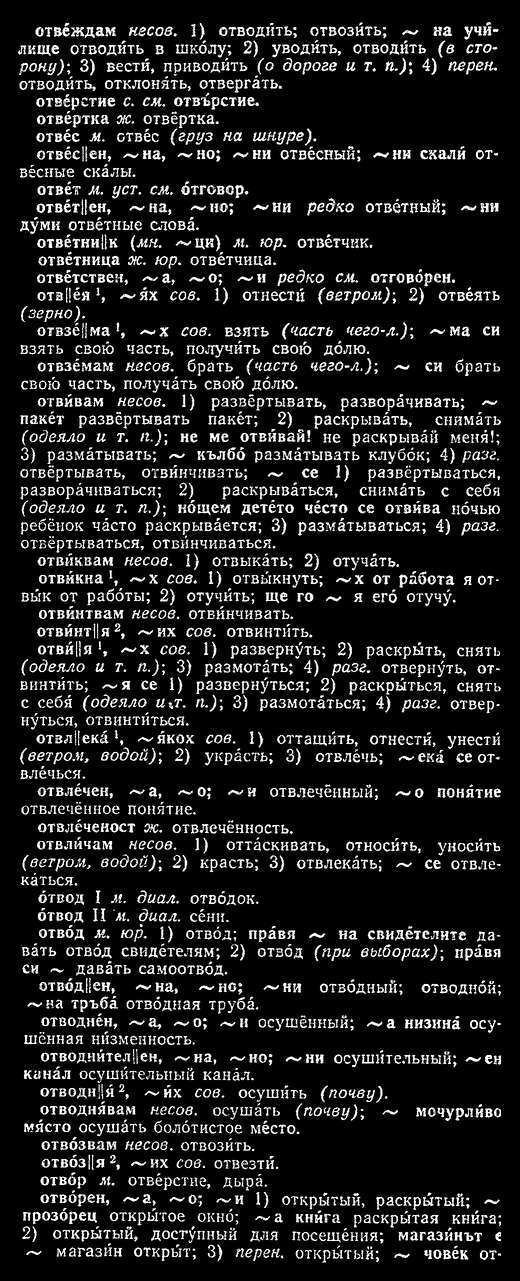 отвѐждам несов. 1) отводи́ть; отвози́ть; ~ на учи́-
лище отводи́ть в шко́лу; 2) уводи́ть, отводи́ть (в сто-
рону); 3) вести́, приводи́ть (о дороге и т. п.); 4) перен.
отводи́ть, отклоня́ть, отверга́ть.
отве́рстие с. см. отвъ́рстие.
отве́ртка ж. отвёртка.
отве́с м. отве́с (груз на шнуре).
отве́с||ен, ~на, ~но; ~ни отве́сный; ~ни скали́ от-
ве́сные ска́лы.
отве́т м. уст. см. о́тговор.
отве́т||ен, ~на, ~но; ~ни редко отве́тный; ~ни
ду́ми отве́тные слова́.
отве́тни||к (мн. ~ци) м. юр. отве́тчик.
отве́тница ж. юр. отве́тчица.
отве́тствен, ~а, ~о; ~и редко см. отгово́рен.
отв||е́я ¹, ~я́х сов. 1) отнести́ (ветром); 2) отве́ять
(зерно).
отвзе́||ма ¹, ~х сов. взять (часть чего-л.); ~ма си
взять свою́ часть, получи́ть свою́ до́лю.
отвзе́мам несов. брать (часть чего-л.); ~ си брать
свою́ часть, получа́ть свою́ до́лю.
отви́вам несов. 1) развёртывать, развора́чивать; ~
паке́т развёртывать паке́т; 2) раскрыва́ть, снима́ть
(одеяло и т. п.); не ме отви́вай! не раскрыва́й меня́!;
3) разма́тывать; ~ кълбо́ разма́тывать клубо́к; 4) разг.
отвёртывать, отви́нчивать; ~ се 1) развёртываться,
развора́чиваться; 2) раскрыва́ться, снима́ть с себя́
(одеяло и т. п.); но́щем дете́то че́сто се отви́ва но́чью
ребёнок ча́сто раскрыва́ется; 3) разма́тываться; 4) разг.
отвёртываться, отви́нчиваться.
отви́квам несов. 1) отвыка́ть; 2) отуча́ть.
отви́кна ¹, ~х сов. 1) отвы́кнуть; ~х от ра́бота я от-
вы́к от рабо́ты; 2) отучи́ть; ще го ~ я его́ отучу́.
отви́нтвам несов. отви́нчивать.
отви́нт||я ², ~их сов. отвинти́ть.
отви́||я ¹, ~х сов. 1) разверну́ть; 2) раскры́ть, снять
(одеяло и т. п.); 3) размота́ть; 4) разг. отверну́ть, от-
винти́ть; ~я се 1) разверну́ться; 2) раскры́ться, снять
с себя́ (одеяло и т. п.); 3) размота́ться; 4) разг. отвер-
ну́ться, отвинти́ться.
отвл||ека́ ¹, ~я́кох сов. 1) оттащи́ть, отнести́, унести́
(ветром, водой); 2) укра́сть; 3) отвле́чь; ~ека́ се от-
вле́чься.
отвлече́н, ~а, ~о; ~и отвлечённый; ~о поня́тие
отвлечённое поня́тие.
отвле́ченост ж. отвлечённость.
отвли́чам несов. 1) отта́скивать, относи́ть, уноси́ть
(ветром, водой); 2) красть; 3) отвлека́ть; ~ се отвле-
ка́ться.
о́твод I м. диал. отво́док.
о́твод II м. диал. се́ни.
отво́д м. юр. 1) отво́д; пра́вя ~ на свиде́телите да-
ва́ть отво́д свиде́телям; 2) отво́д (при выборах); пра́вя
си ~ дава́ть самоотво́д.
отво́д||ен, ~на, ~но; ~ни отво́дный; отводно́й;
~на тръба́ отво́дная труба́.
отводне́н, ~а, ~о; ~и осушённый; ~а низина́ осу-
шённая ни́зменность.
отводни́тел||ен, ~на, ~но; ~ни осуши́тельный; ~ен
кана́л осуши́тельный кана́л.
отводн||я́ ², ~и́х сов. осуши́ть (почву).
отводня́вам несов. осуша́ть (почву); ~ мочурли́во
мя́сто осуша́ть боло́тистое ме́сто.
отво́звам несов. отвози́ть.
отво́з||я ², ~их сов. отвезти́.
отво́р м. отве́рстие, дыра́.
отво́рен, ~а, ~о; ~и 1) откры́тый, раскры́тый; ~
прозо́рец откры́тое окно́; ~а кни́га раскры́тая кни́га;
2) откры́тый, досту́пный для посеще́ния; магази́нът е
~ магази́н откры́т; 3) перен. откры́тый; ~ чове́к от-